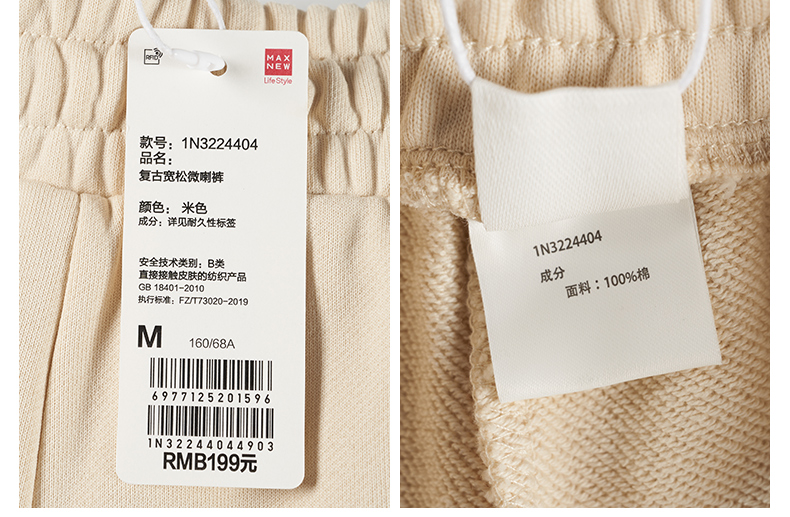 RFID
MAX
NEW
LifeStyle
款号：1N3224404
品名：
复古宽松微喇裤
颜色：米色
成分：详见耐久性标签
安全技术类别：B类
直接接触皮肤的纺织产品
GB 18401-2010
执行标准：FZ/T73020-2019
M 160/68A
6977125201596
1N32244044903
RMB199元
1N3224404
成分
面料：100%棉